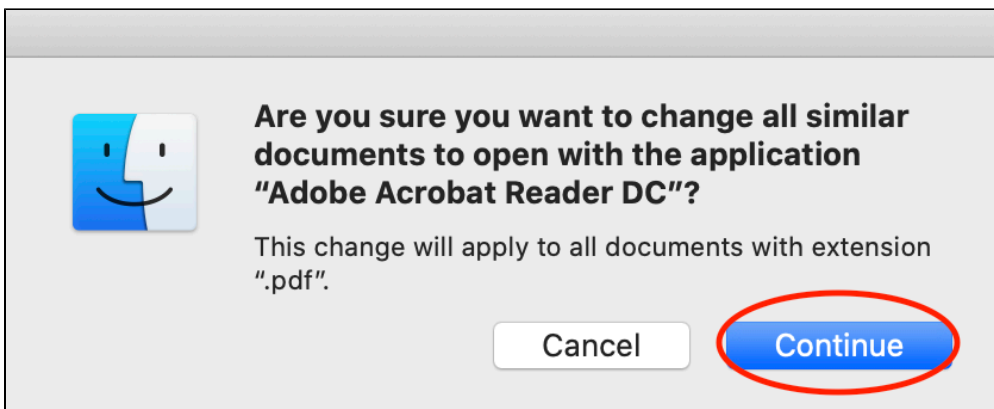 Are you sure you want to change all similar
documents to open with the application
“Adobe Acrobat Reader DC”?
This change will apply to all documents with extension
“.pdf”.
Cancel
Continue